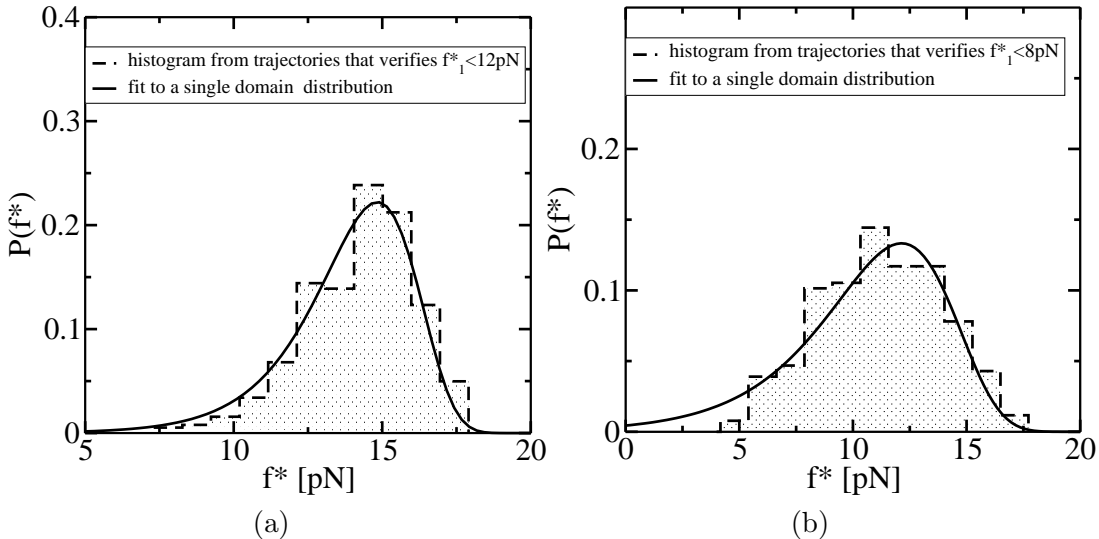 0.4
histogram from trajectories that verifies f*1<12pN
fit to a single domain distribution
0.3
P(f*)
0.2
0.1
0
5
10
15
20
f* [pN]
(a)
histogram from trajectories that verifies f*1<8pN
fit to a single domain distribution
0.2
P(f*)
0.1
0
0
5
10
15
20
f* [pN]
(b)